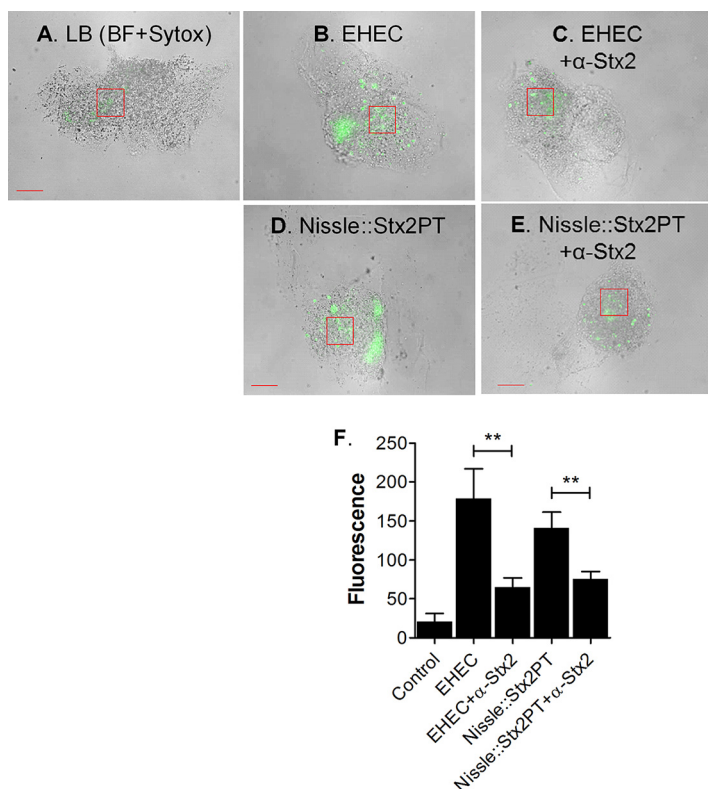 A. LB (BF+Sytox)
B. EHEC
C. EHEC
+α-Stx2
D. Nissle::Stx2PT
E. Nissle::Stx2PT
+α-Stx2
F.
250
200
150
100
50
0
Fluorescence
**
**
Control
EHEC
EHEC+α-Stx2
Nissle::Stx2PT
Nissle::Stx2PT+α-Stx2